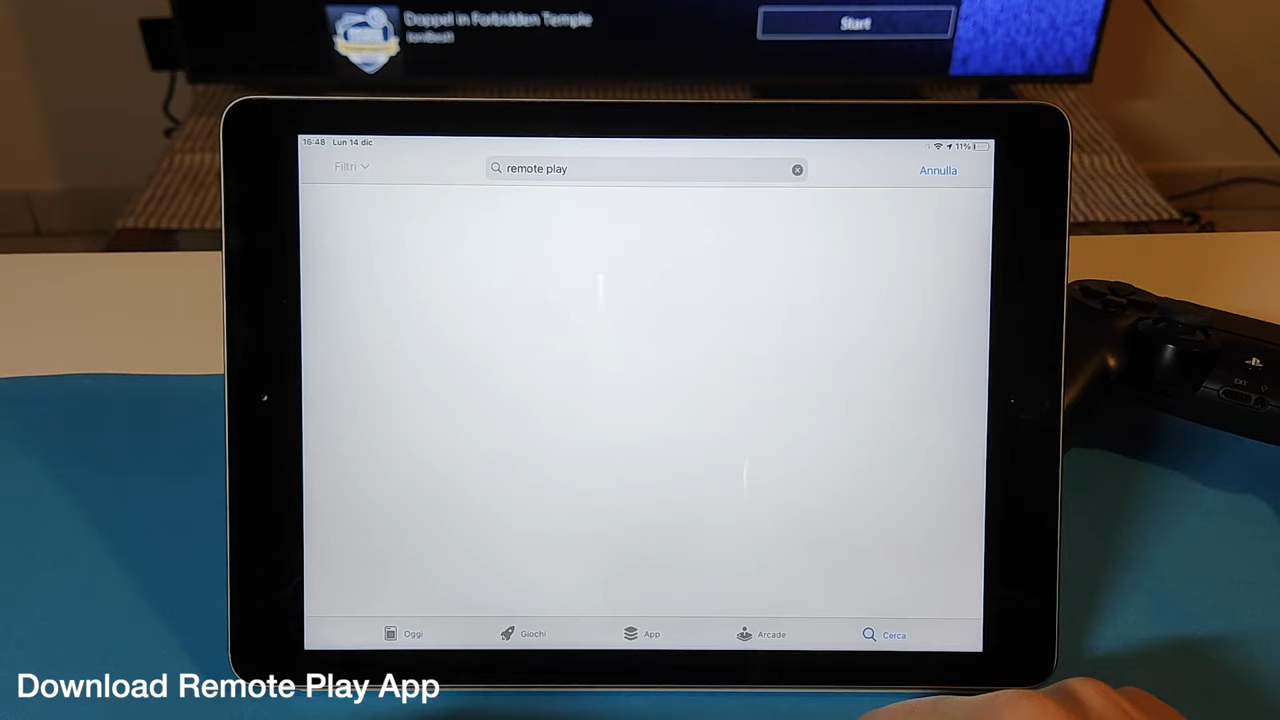 Doppel in Forbidden Temple
Start
16:48 Lun 14 dic
11%
Filtri
remote play
Annulla
EXT
Oggi
Giochi
App
Arcade
Cerca
Download Remote Play App